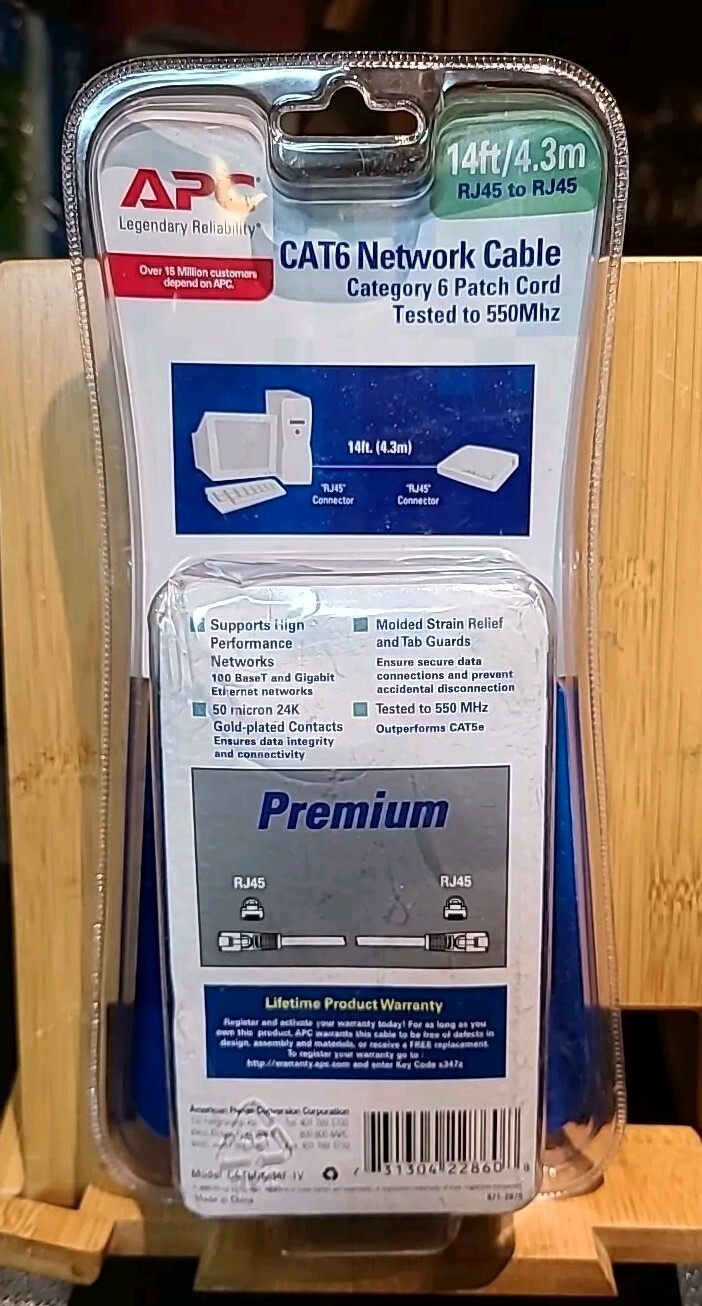 APC
Legendary Reliability®
Over 15 Million customers
depend on APC.
14ft/4.3m
RJ45 to RJ45
CAT6 Network Cable
Category 6 Patch Cord
Tested to 550Mhz
14ft. (4.3m)
"RJ45"
Connector
"RJ45"
Connector
Supports High
Performance
Networks
100 BaseT and Gigabit
Ethernet networks
50 micron 24K
Gold-plated Contacts
Ensures data integrity
and connectivity
Molded Strain Relief
and Tab Guards
Ensure secure data
connections and prevent
accidental disconnection
Tested to 550 MHz
Outperforms CAT5e
Premium
RJ45
RJ45
Lifetime Product Warranty
Register and activate your warranty today! For as long as you
own this product, APC warrants this cable to be free of defects in
design, assembly and materials, or receive a FREE replacement.
To register your warranty go to :
http://warranty.apc.com and enter Key Code s347z
American Power Conversion Corporation
Model
Made in China
7 31304 22860 8